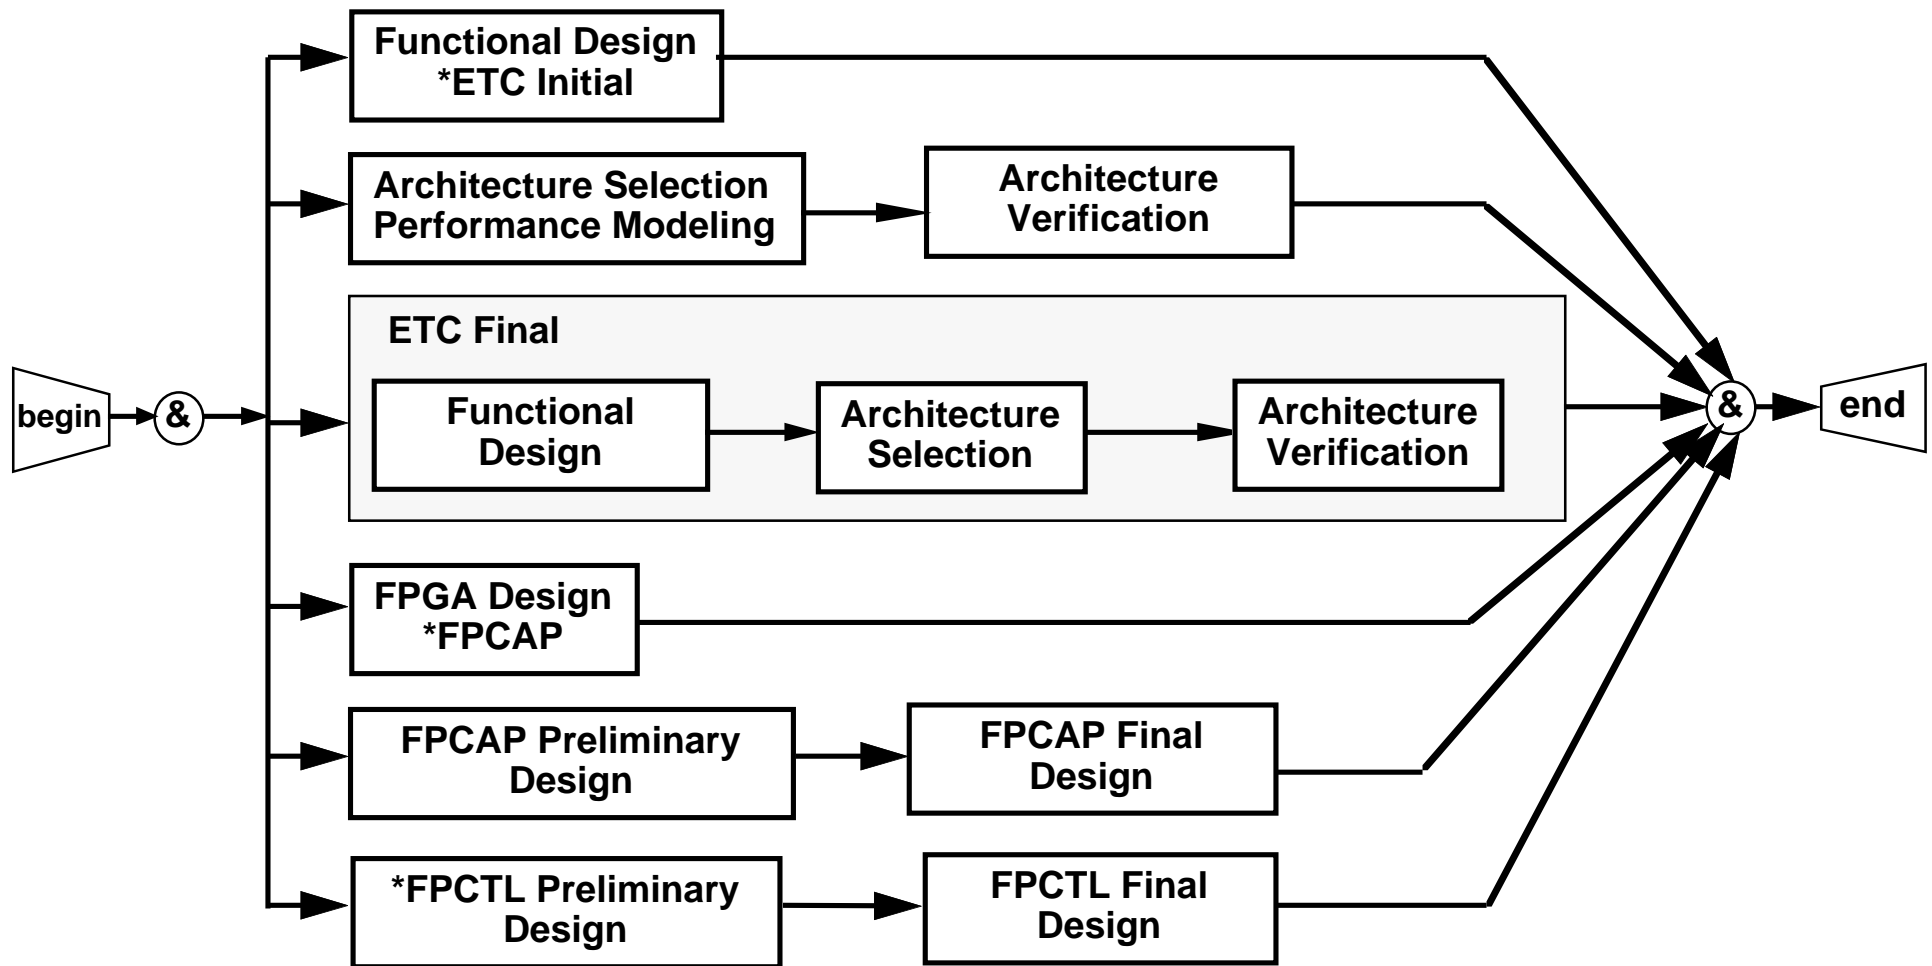 Functional Design
*ETC Initial
Architecture Selection
Performance Modeling
Architecture
Verification
ETC Final
Functional
Design
Architecture
Selection
Architecture
Verification
begin
&
&
end
FPGA Design
*FPCAP
FPCAP Preliminary
Design
FPCAP Final
Design
*FPCTL Preliminary
Design
FPCTL Final
Design